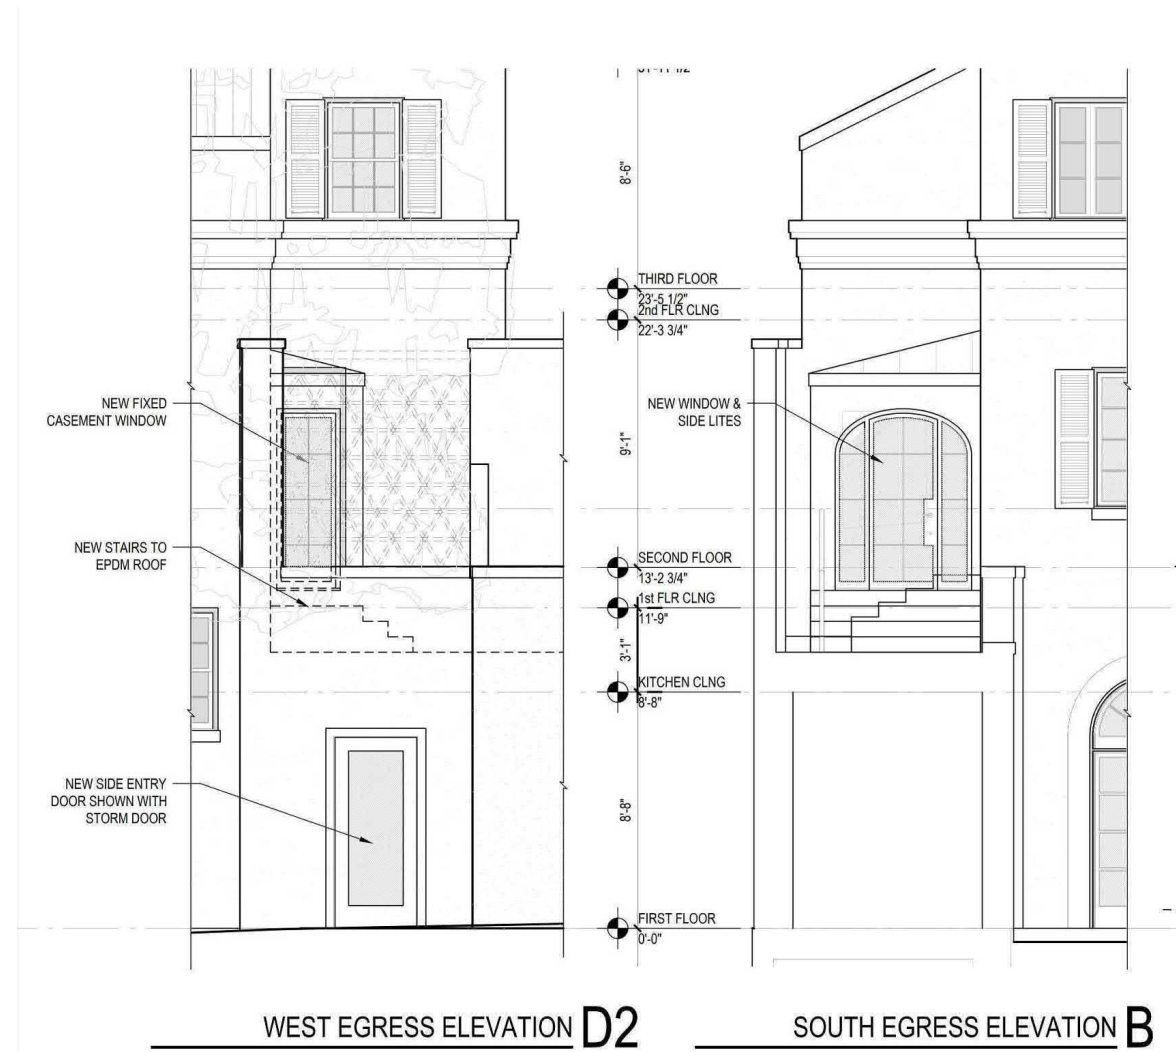 8'-6"
THIRD FLOOR
23'-5 1/2"
2nd FLR CLNG
22'-3 3/4"
NEW FIXED
CASEMENT WINDOW
9'-1"
NEW WINDOW &
SIDE LITES
NEW STAIRS TO
EPDM ROOF
SECOND FLOOR
13'-2 3/4"
1st FLR CLNG
11'-9"
3'-1"
KITCHEN CLNG
8'-8"
NEW SIDE ENTRY
DOOR SHOWN WITH
STORM DOOR
8'-8"
FIRST FLOOR
0'-0"
WEST EGRESS ELEVATION D2
SOUTH EGRESS ELEVATION B